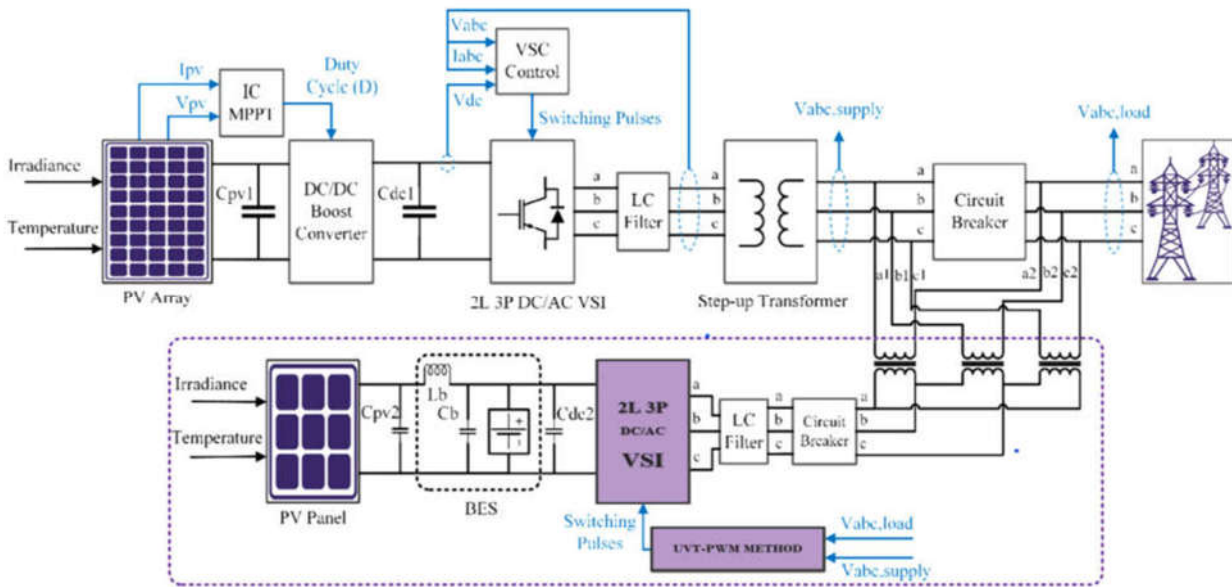 Vabc
Iabc
Vdc
VSC
Control
Ipv
Vpv
IC
MPPT
Duty
Cycle (D)
Switching Pulses
Vabc,supply
Vabc,load
Irradiance
Temperature
Cpv1
DC/DC
Boost
Converter
Cdc1
a
b
c
LC
Filter
a
b
c
a
b
c
Circuit
Breaker
a
b
c
PV Array
2L 3P DC/AC VSI
Step-up Transformer
a1 b1 c1
a2 b2 c2
Irradiance
Temperature
Cpv2
Lb
Cb
+
-
Cdc2
2L 3P
DC/AC
VSI
a
b
c
LC
Filter
a
b
c
Circuit
Breaker
a
b
c
PV Panel
BES
Switching
Pulses
UVT-PWM METHOD
Vabc,load
Vabc,supply